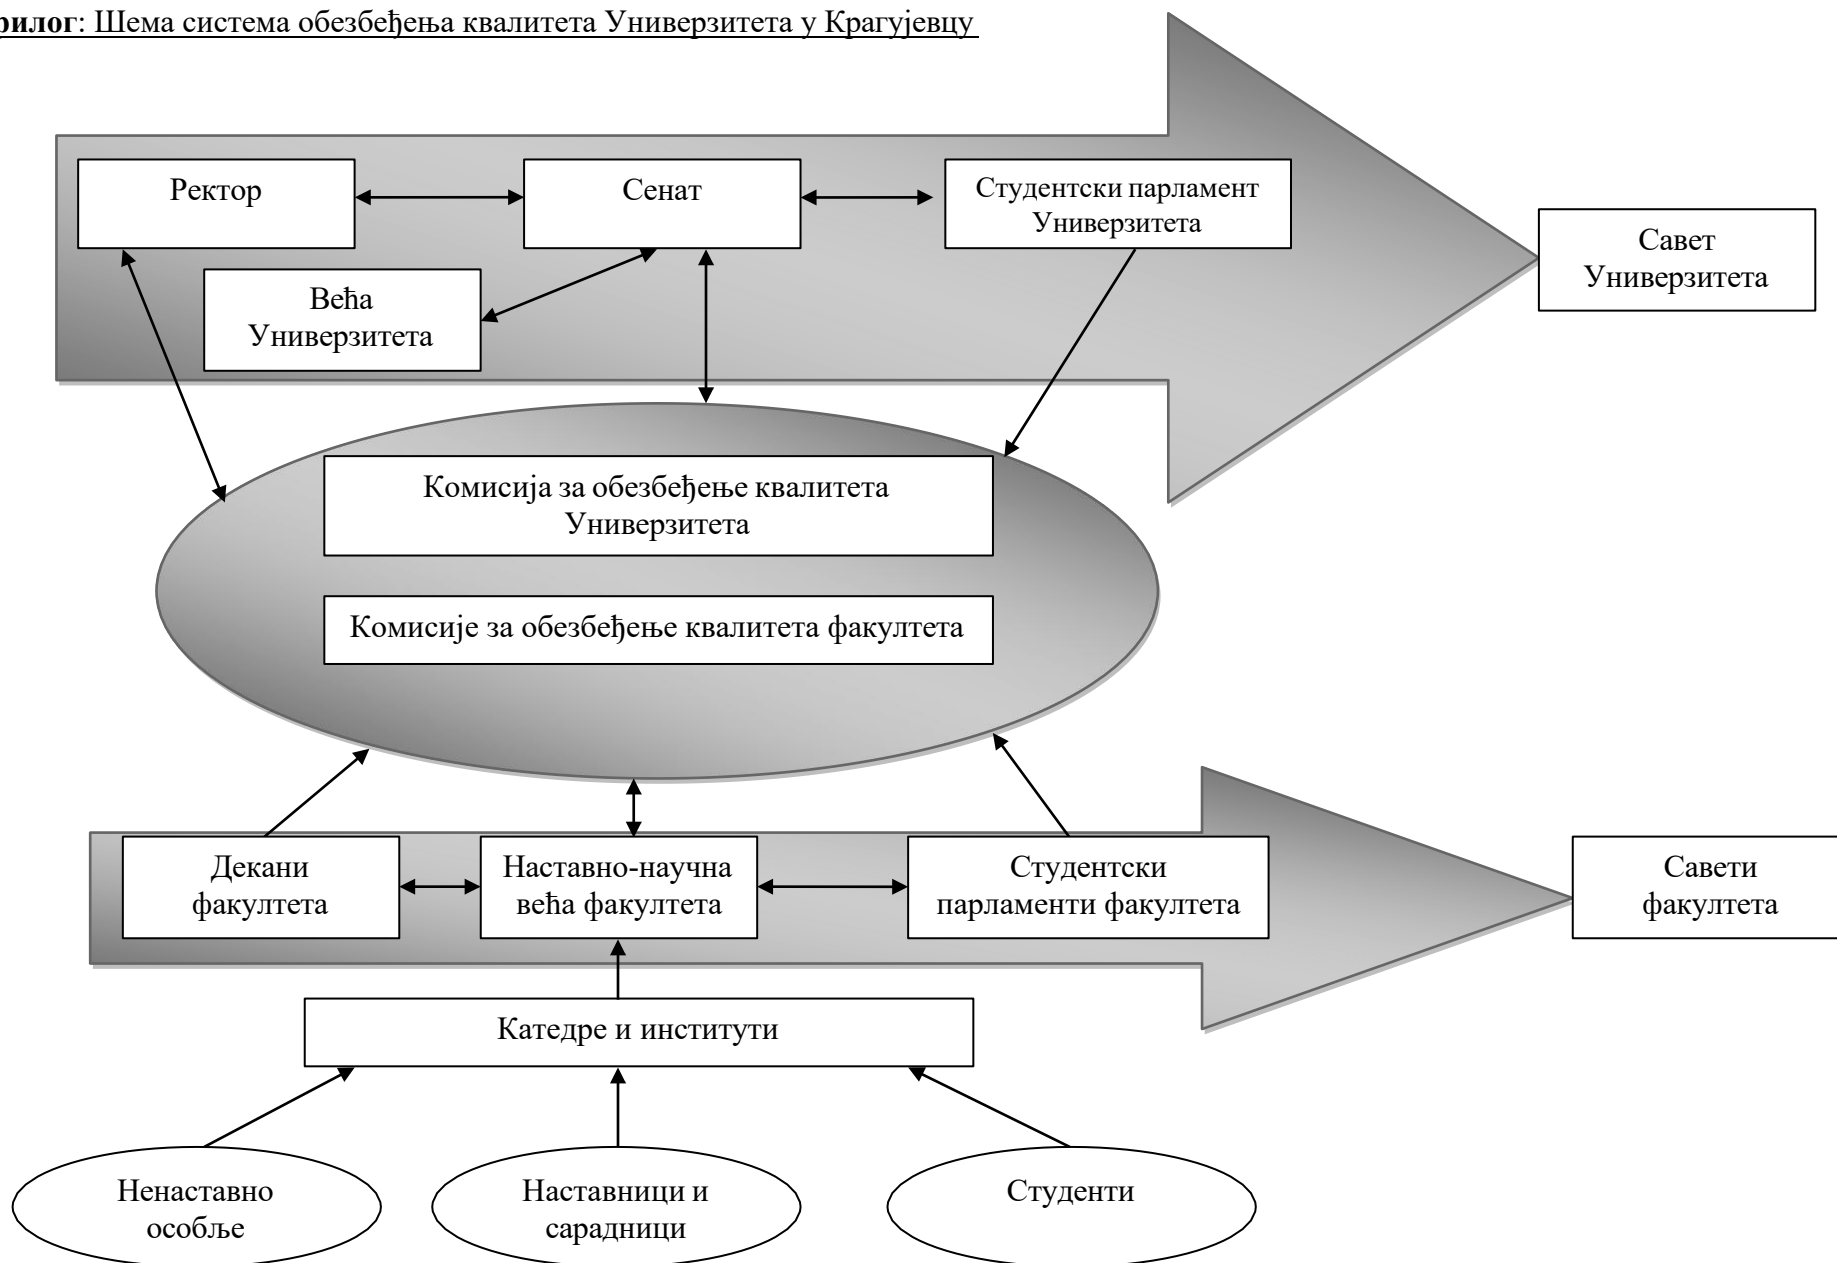 рилог: Шема система обезбеђења квалитета Универзитета у Крагујевцу
Ректор
Сенат
Студентски парламент
Универзитета
Савет
Универзитета
Већа
Универзитета
Комисија за обезбеђење квалитета
Универзитета
Комисије за обезбеђење квалитета факултета
Декани
факултета
Наставно-научна
већа факултета
Студентски
парламенти факултета
Савети
факултета
Катедре и институти
Ненаставно
особље
Наставници и
сарадници
Студенти